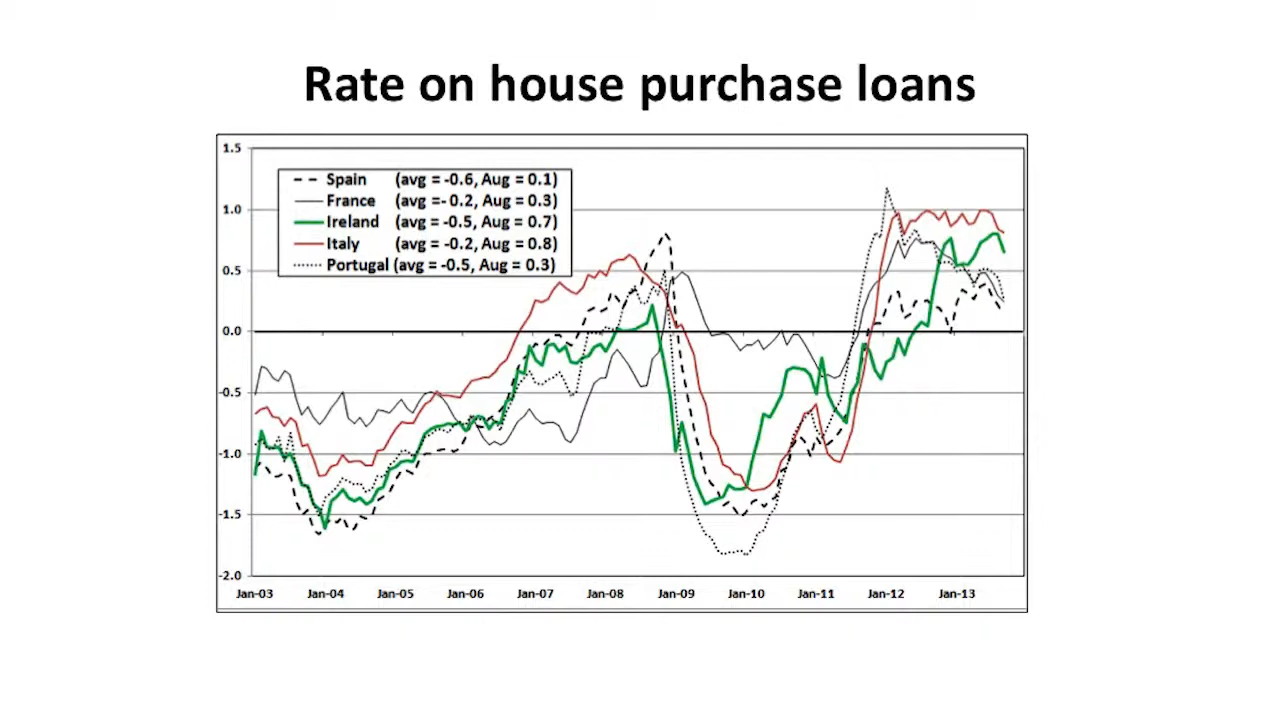 Rate on house purchase loans
1.5
1.0
0.5
0.0
-0.5
-1.0
-1.5
-2.0
Spain (avg = -0.6, Aug = 0.1)
France (avg =- 0.2, Aug = 0.3)
Ireland (avg = -0.5, Aug = 0.7)
Italy (avg = -0.2, Aug = 0.8)
Portugal (avg = -0.5, Aug = 0.3)
Jan-03 Jan-04 Jan-05 Jan-06 Jan-07 Jan-08 Jan-09 Jan-10 Jan-11 Jan-12 Jan-13